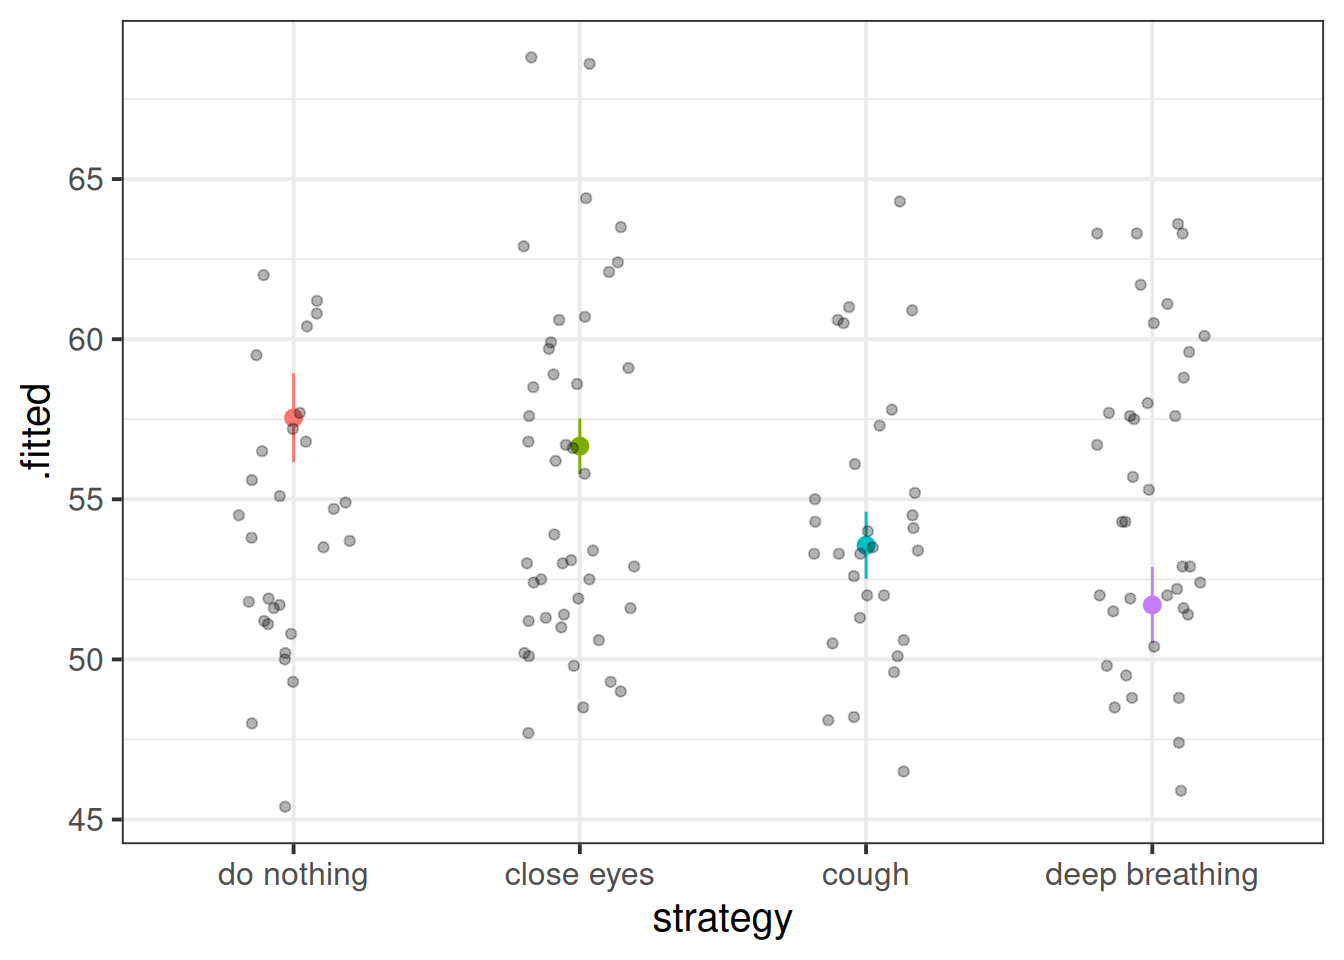 .fitted
65
60
55
50
45
do nothing
close eyes
cough
deep breathing
strategy